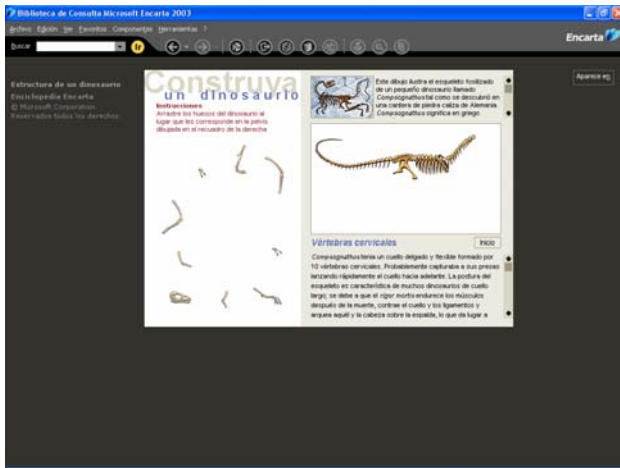 Biblioteca de Consulta Microsoft Encarta 2003
Archivo Edición Ver Favoritos Componentes Herramientas ?
Buscar Ir
Encarta
Aparece en
Estructura de un dinosaurio
Enciclopedia Encarta
© Microsoft Corporation.
Reservados todos los derechos.
Construya
un dinosaurio
Instrucciones
Arrastre los huesos del dinosaurio al
lugar que les corresponde en la pelvis
dibujada en el recuadro de la derecha
Este dibujo ilustra el esqueleto fosilizado
de un pequeño dinosaurio llamado
Compsognathus tal como se descubrió en
una cantera de piedra caliza de Alemania.
Compsognathus significa en griego
Vértebras cervicales
Inicio
Compsognathus tenía un cuello delgado y flexible formado por
10 vértebras cervicales. Probablemente capturaba a sus presas
lanzando rápidamente el cuello hacia adelante. La postura del
esqueleto es característica de muchos dinosaurios de cuello
largo; se debe a que el rigor mortis endurece los músculos
después de la muerte, contrae el cuello y los ligamentos y
arquea aquél y la cabeza sobre la espalda, lo que da lugar a